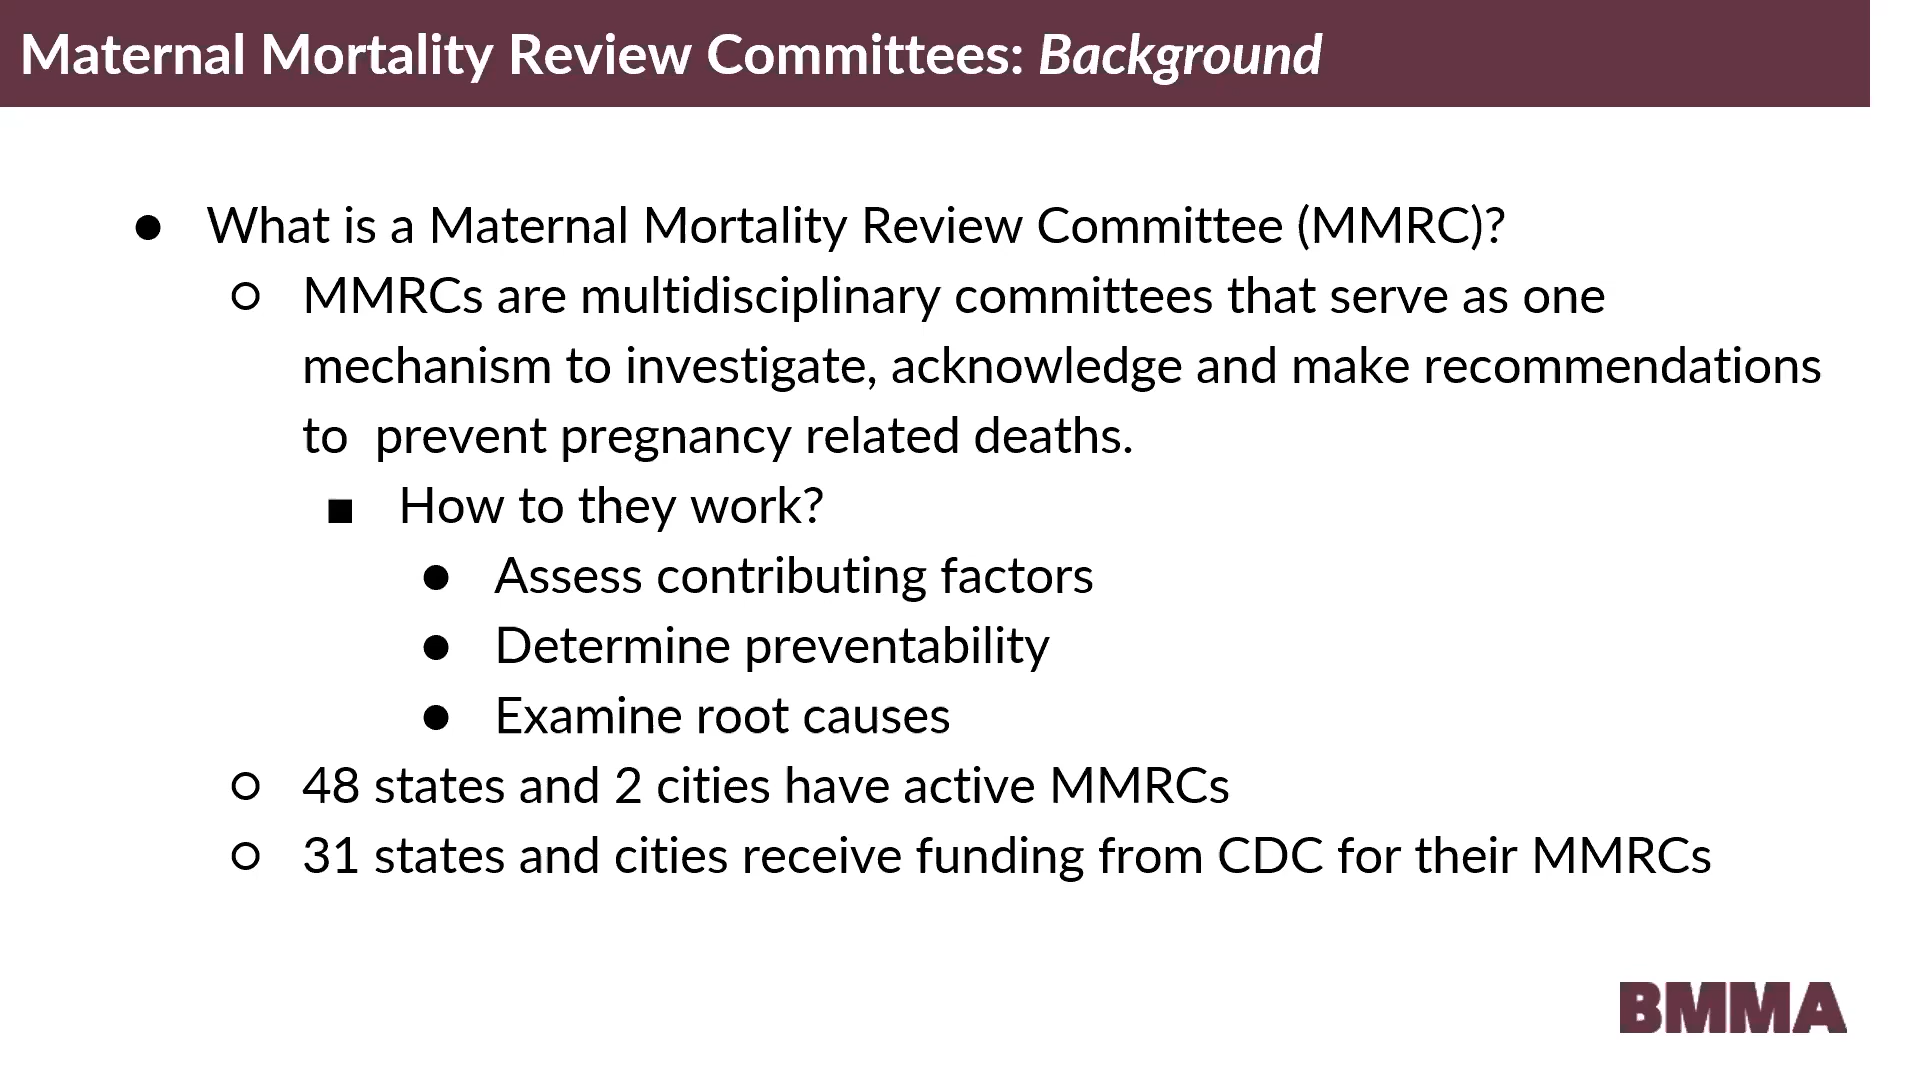 Maternal Mortality Review Committees: Background
● What is a Maternal Mortality Review Committee (MMRC)?
○ MMRCs are multidisciplinary committees that serve as one
mechanism to investigate, acknowledge and make recommendations
to  prevent pregnancy related deaths.
■ How to they work?
● Assess contributing factors
● Determine preventability
● Examine root causes
○ 48 states and 2 cities have active MMRCs
○ 31 states and cities receive funding from CDC for their MMRCs
BMMA